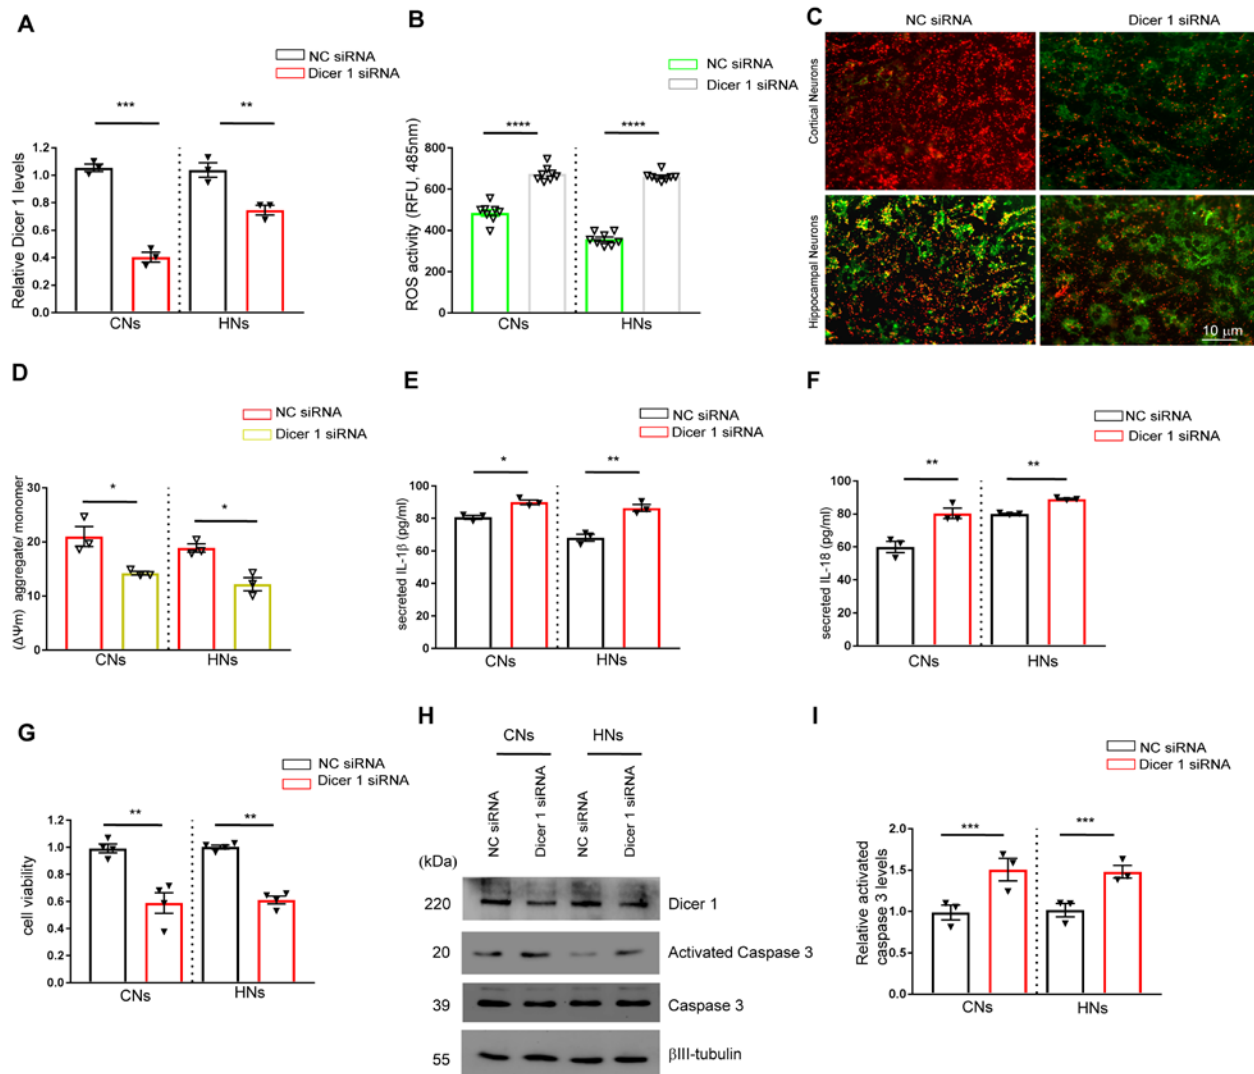 A
NC siRNA
Dicer 1 siRNA
*** **
Relative Dicer 1 levels
1.2
1.0
0.8
0.6
0.4
0.2
0.0
CNs HNs
B
NC siRNA
Dicer 1 siRNA
**** ****
ROS activity (RFU, 485nm)
800
600
400
200
0
CNs HNs
C
NC siRNA Dicer 1 siRNA
Cortical Neurons
Hippocampal Neurons
10 μm
D
NC siRNA
Dicer 1 siRNA
* *
(ΔΨm) aggregate/ monomer
30
20
10
0
CNs HNs
E
NC siRNA
Dicer 1 siRNA
* **
secreted IL-1β (pg/ml)
100
80
60
40
20
0
CNs HNs
F
NC siRNA
Dicer 1 siRNA
** **
secreted IL-18 (pg/ml)
100
80
60
40
20
0
CNs HNs
G
NC siRNA
Dicer 1 siRNA
** **
cell viability
1.2
1.0
0.8
0.6
0.4
0.2
0.0
CNs HNs
H
CNs HNs
NC siRNA
Dicer 1 siRNA
NC siRNA
Dicer 1 siRNA
(kDa)
220 Dicer 1
20 Activated Caspase 3
39 Caspase 3
55 βIII-tubulin
I
NC siRNA
Dicer 1 siRNA
*** ***
Relative activated
caspase 3 levels
2.0
1.5
1.0
0.5
0.0
CNs HNs